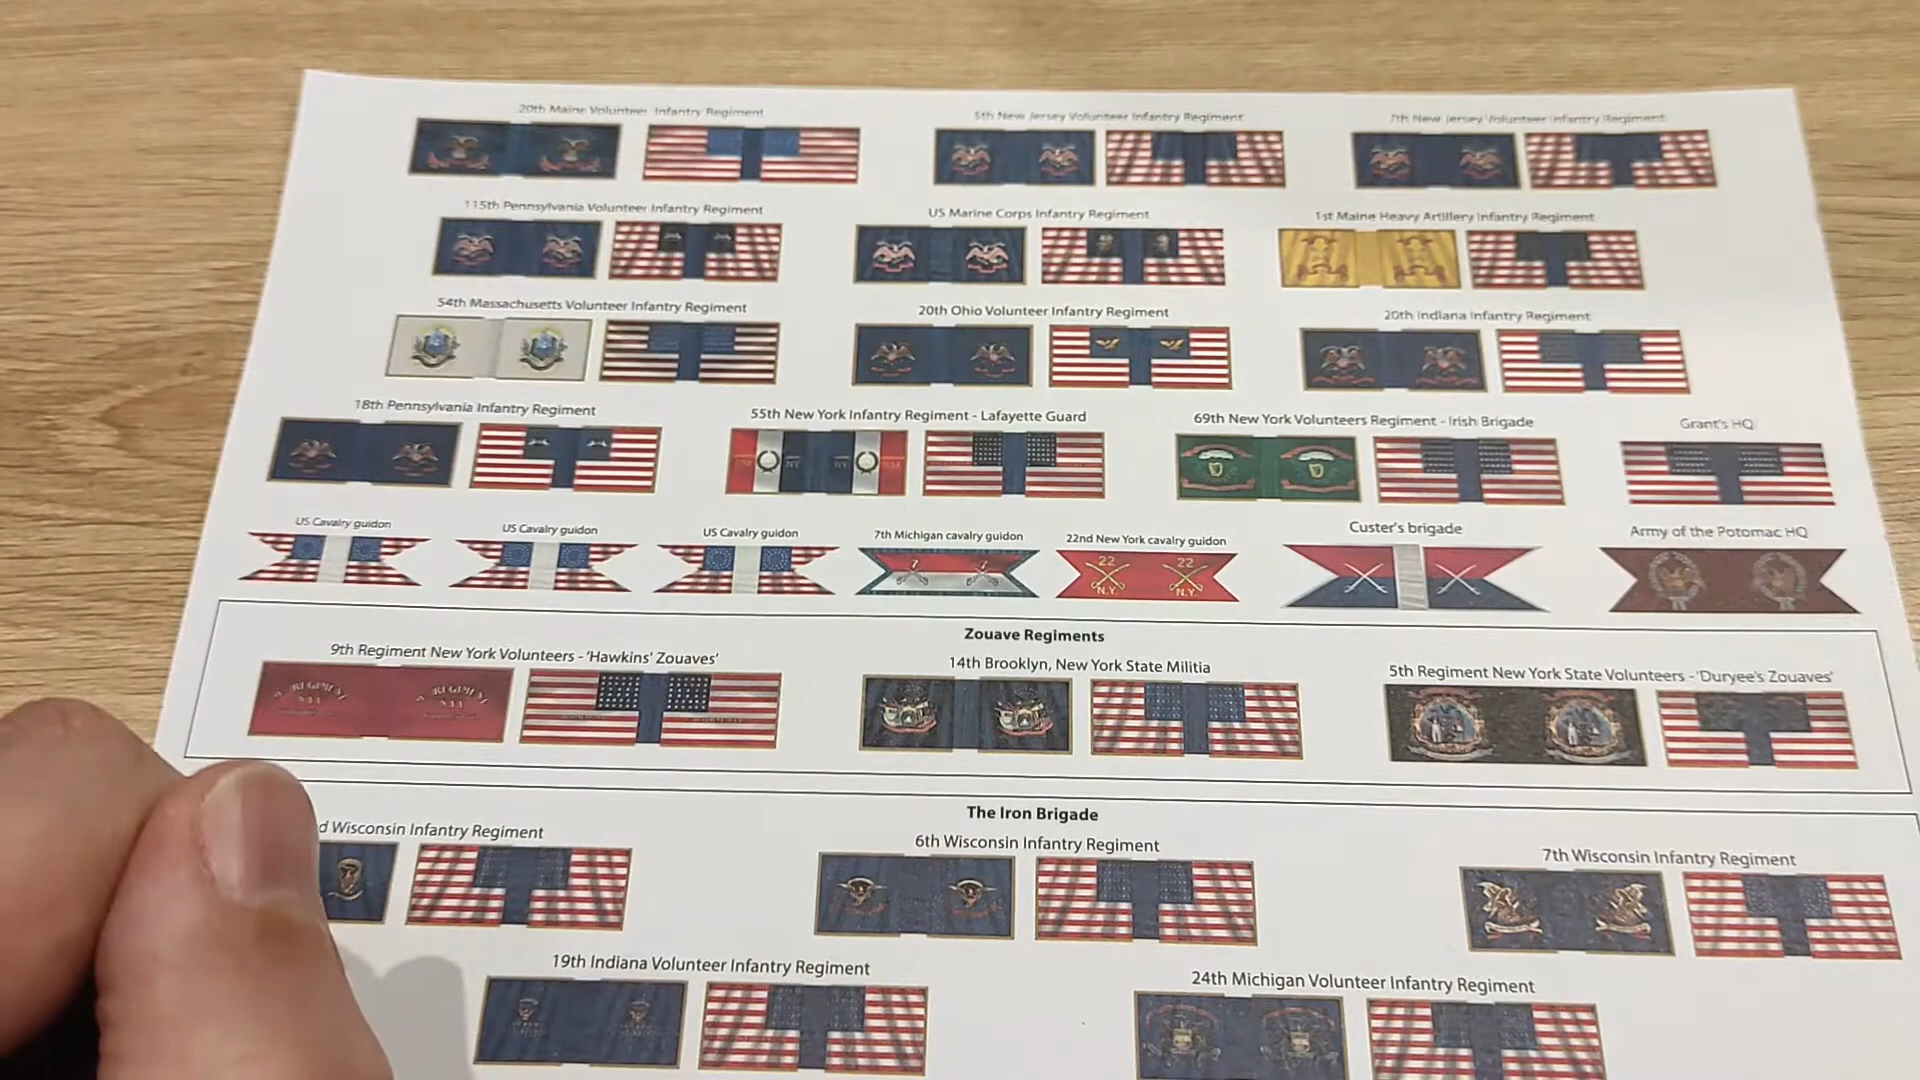 20th Maine Volunteer Infantry Regiment
5th New Jersey Volunteer Infantry Regiment
7th New Jersey Volunteer Infantry Regiment
115th Pennsylvania Volunteer Infantry Regiment
US Marine Corps Infantry Regiment
1st Maine Heavy Artillery Infantry Regiment
54th Massachusetts Volunteer Infantry Regiment
20th Ohio Volunteer Infantry Regiment
20th Indiana Infantry Regiment
18th Pennsylvania Infantry Regiment
55th New York Infantry Regiment - Lafayette Guard
69th New York Volunteers Regiment - Irish Brigade
Grant's HQ
NY NY
US Cavalry guidon
US Cavalry guidon
US Cavalry guidon
7th Michigan cavalry guidon
22nd New York cavalry guidon
Custer's brigade
Army of the Potomac HQ
7 7
22 22
N.Y. N.Y.
Zouave Regiments
9th Regiment New York Volunteers - 'Hawkins' Zouaves'
14th Brooklyn, New York State Militia
5th Regiment New York State Volunteers - 'Duryee's Zouaves'
REGIMENT REGIMENT
The Iron Brigade
d Wisconsin Infantry Regiment
6th Wisconsin Infantry Regiment
7th Wisconsin Infantry Regiment
19th Indiana Volunteer Infantry Regiment
24th Michigan Volunteer Infantry Regiment